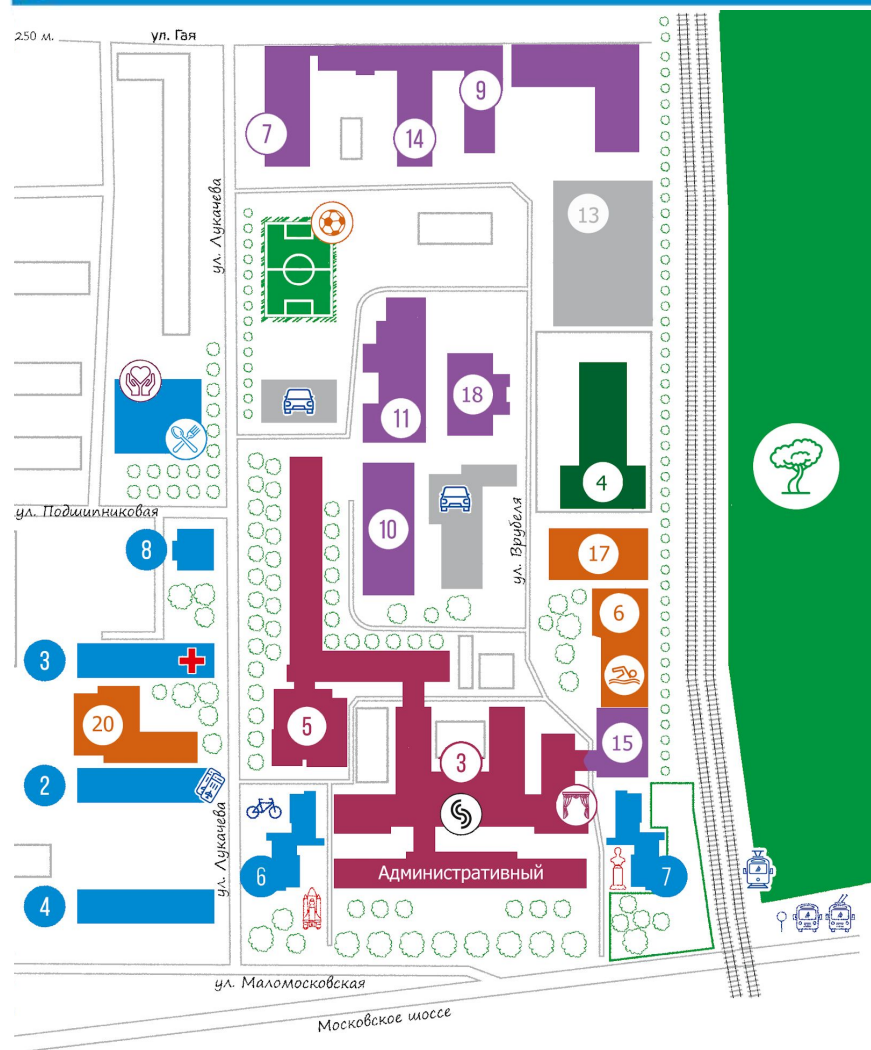 250 м.
ул. Гая
9
7
14
13
ул. Лукачева
18
11
4
ул. Подшипниковая
10
ул. Врубеля
8
17
6
3
20
5
15
3
2
ул. Лукачева
6
Административный
7
4
ул. Маломосковская
Московское шоссе